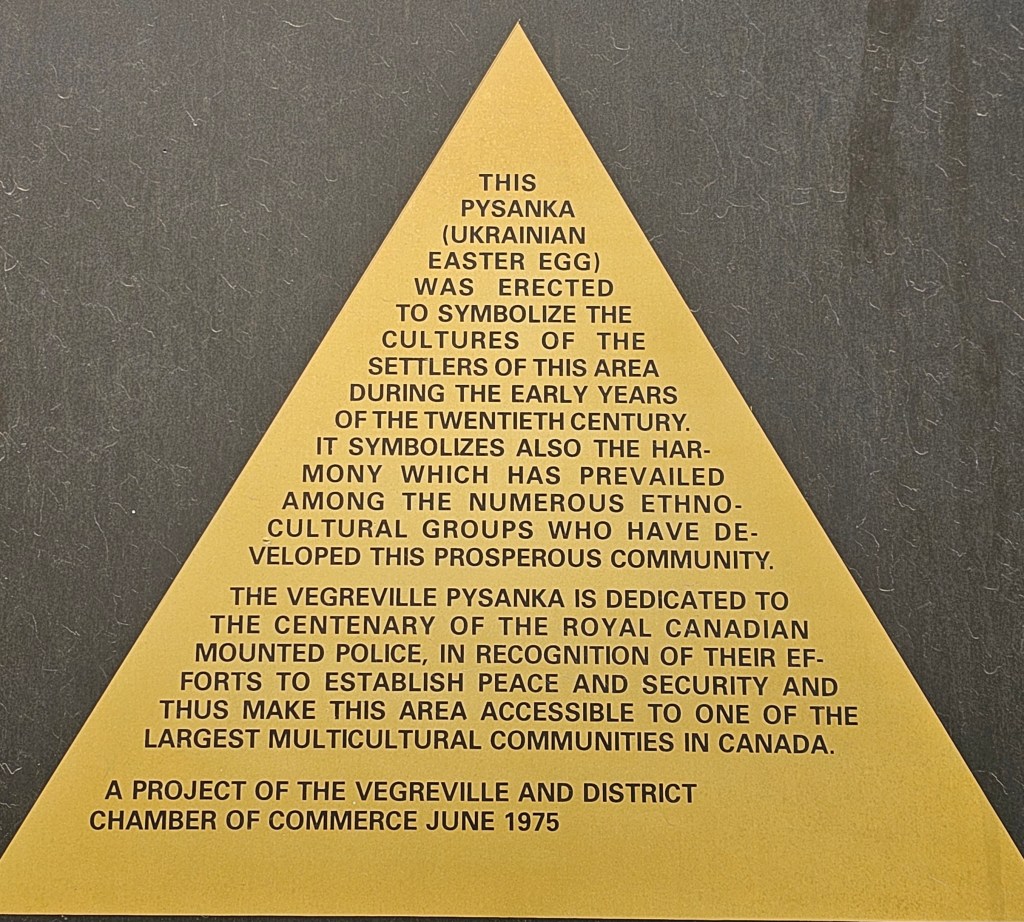 THIS
PYSANKA
(UKRAINIAN
EASTER EGG)
WAS ERECTED
TO SYMBOLIZE THE
CULTURES OF THE
SETTLERS OF THIS AREA
DURING THE EARLY YEARS
OF THE TWENTIETH CENTURY.
IT SYMBOLIZES ALSO THE HAR-
MONY WHICH HAS PREVAILED
AMONG THE NUMEROUS ETHNO-
CULTURAL GROUPS WHO HAVE DE-
VELOPED THIS PROSPEROUS COMMUNITY.
THE VEGREVILLE PYSANKA IS DEDICATED TO
THE CENTENARY OF THE ROYAL CANADIAN
MOUNTED POLICE, IN RECOGNITION OF THEIR EF-
FORTS TO ESTABLISH PEACE AND SECURITY AND
THUS MAKE THIS AREA ACCESSIBLE TO ONE OF THE
LARGEST MULTICULTURAL COMMUNITIES IN CANADA.
A PROJECT OF THE VEGREVILLE AND DISTRICT
CHAMBER OF COMMERCE JUNE 1975